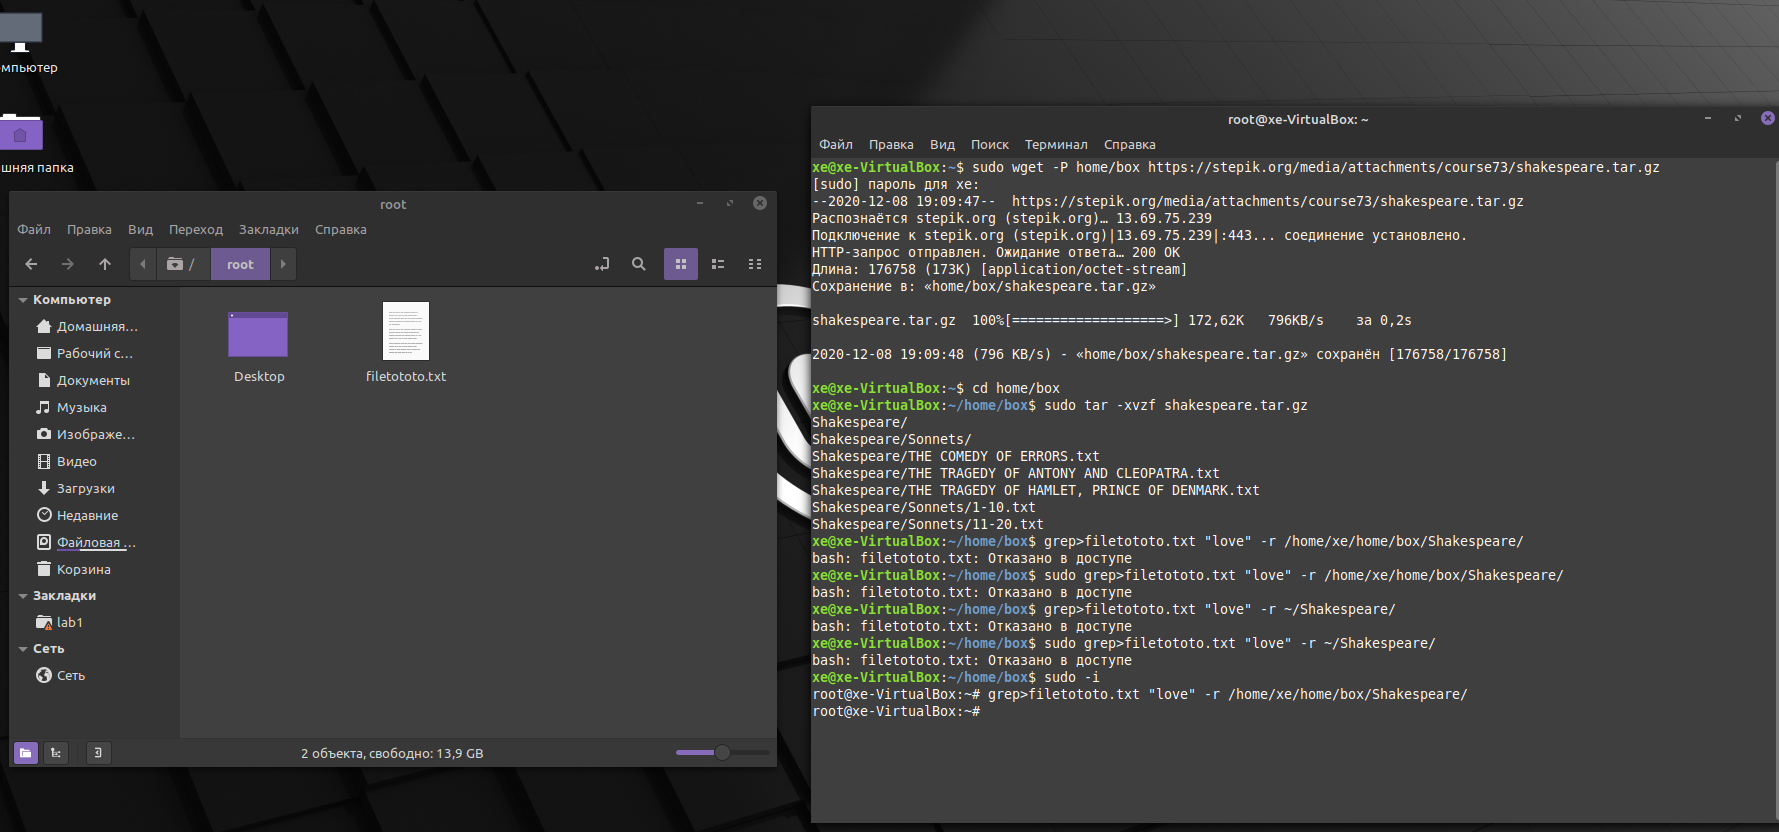 мпьютер
шняя папка
root
Файл Правка Вид Переход Закладки Справка
/ root
Компьютер
Домашняя...
Рабочий с...
Документы
Музыка
Изображе...
Видео
Загрузки
Недавние
Файловая ...
Корзина
Закладки
lab1
Сеть
Сеть
Desktop
filetototo.txt
2 объекта, свободно: 13,9 GB
root@xe-VirtualBox: ~
Файл Правка Вид Поиск Терминал Справка
xe@xe-VirtualBox:~$ sudo wget -P home/box https://stepik.org/media/attachments/course73/shakespeare.tar.gz
[sudo] пароль для xe:
--2020-12-08 19:09:47--  https://stepik.org/media/attachments/course73/shakespeare.tar.gz
Распознаётся stepik.org (stepik.org)… 13.69.75.239
Подключение к stepik.org (stepik.org)|13.69.75.239|:443... соединение установлено.
HTTP-запрос отправлен. Ожидание ответа… 200 OK
Длина: 176758 (173K) [application/octet-stream]
Сохранение в: «home/box/shakespeare.tar.gz»
shakespeare.tar.gz  100%[===================>] 172,62K   796KB/s    за 0,2s
2020-12-08 19:09:48 (796 KB/s) - «home/box/shakespeare.tar.gz» сохранён [176758/176758]
xe@xe-VirtualBox:~$ cd home/box
xe@xe-VirtualBox:~/home/box$ sudo tar -xvzf shakespeare.tar.gz
Shakespeare/
Shakespeare/Sonnets/
Shakespeare/THE COMEDY OF ERRORS.txt
Shakespeare/THE TRAGEDY OF ANTONY AND CLEOPATRA.txt
Shakespeare/THE TRAGEDY OF HAMLET, PRINCE OF DENMARK.txt
Shakespeare/Sonnets/1-10.txt
Shakespeare/Sonnets/11-20.txt
xe@xe-VirtualBox:~/home/box$ grep>filetototo.txt "love" -r /home/xe/home/box/Shakespeare/
bash: filetototo.txt: Отказано в доступе
xe@xe-VirtualBox:~/home/box$ sudo grep>filetototo.txt "love" -r /home/xe/home/box/Shakespeare/
bash: filetototo.txt: Отказано в доступе
xe@xe-VirtualBox:~/home/box$ grep>filetototo.txt "love" -r ~/Shakespeare/
bash: filetototo.txt: Отказано в доступе
xe@xe-VirtualBox:~/home/box$ sudo grep>filetototo.txt "love" -r ~/Shakespeare/
bash: filetototo.txt: Отказано в доступе
xe@xe-VirtualBox:~/home/box$ sudo -i
root@xe-VirtualBox:~# grep>filetototo.txt "love" -r /home/xe/home/box/Shakespeare/
root@xe-VirtualBox:~#